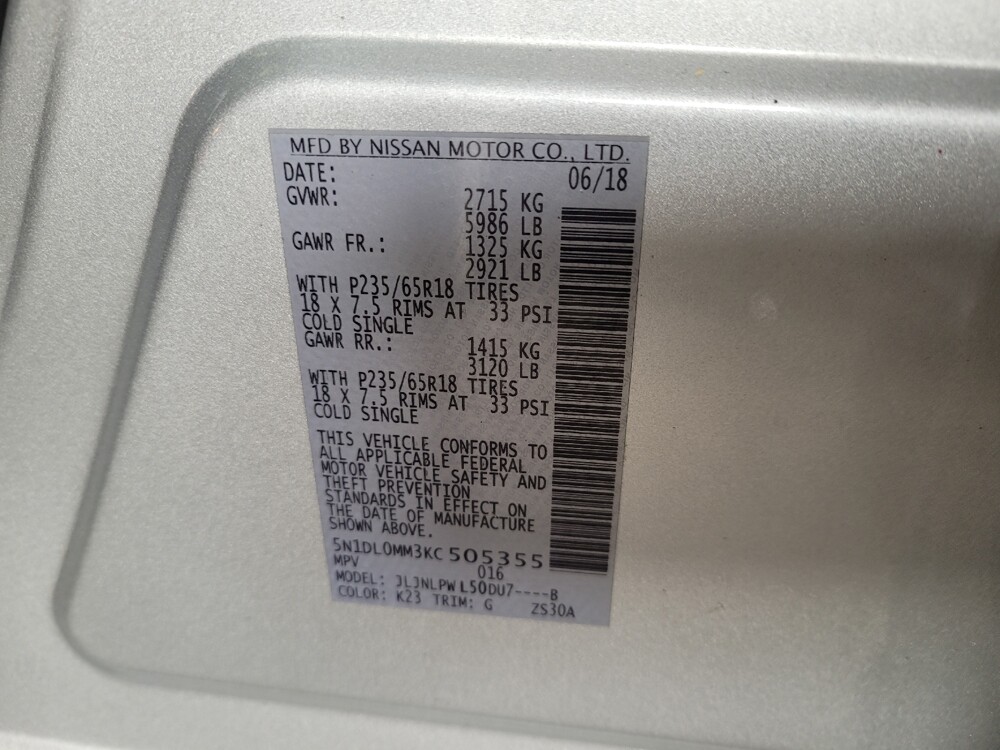 MFD BY NISSAN MOTOR CO., LTD.
DATE: 06/18
GVWR: 2715 KG
5986 LB
GAWR FR.: 1325 KG
2921 LB
WITH P235/65R18 TIRES
18 X 7.5 RIMS AT 33 PSI
COLD SINGLE
GAWR RR.: 1415 KG
3120 LB
WITH P235/65R18 TIRES
18 X 7.5 RIMS AT 33 PSI
COLD SINGLE
THIS VEHICLE CONFORMS TO
ALL APPLICABLE FEDERAL
MOTOR VEHICLE SAFETY AND
THEFT PREVENTION
STANDARDS IN EFFECT ON
THE DATE OF MANUFACTURE
SHOWN ABOVE.
5N1DL0MM3KC505355
MPV 016
MODEL: JLJNLPWL50DU7----B
COLOR: K23 TRIM: G ZS30A